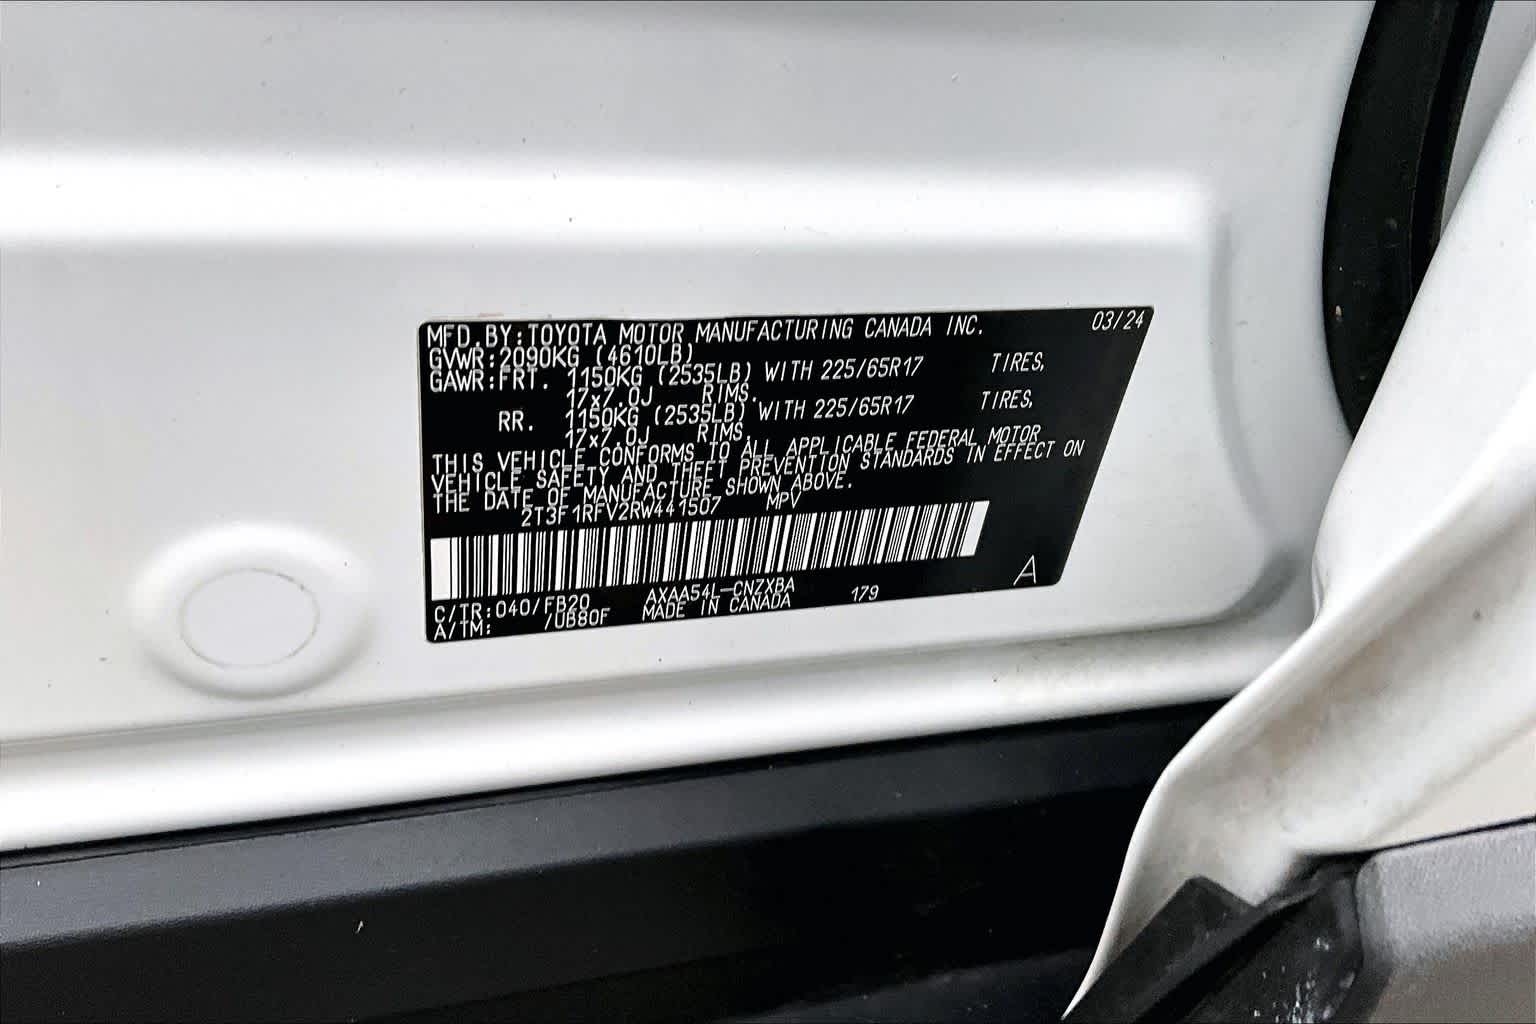 MFD.BY:TOYOTA MOTOR MANUFACTURING CANADA INC. 03/24
GVWR:2090KG (4610LB)
GAWR:FRT. 1150KG (2535LB) WITH 225/65R17 TIRES,
17x7.0J RIMS.
RR. 1150KG (2535LB) WITH 225/65R17 TIRES,
17x7.0J RIMS.
THIS VEHICLE CONFORMS TO ALL APPLICABLE FEDERAL MOTOR
VEHICLE SAFETY AND THEFT PREVENTION STANDARDS IN EFFECT ON
THE DATE OF MANUFACTURE SHOWN ABOVE.
2T3F1RFV2RW441507 MPV
C/TR:040/FB20 AXAA54L-CNZXBA 179 A
A/TM: /UB80F MADE IN CANADA